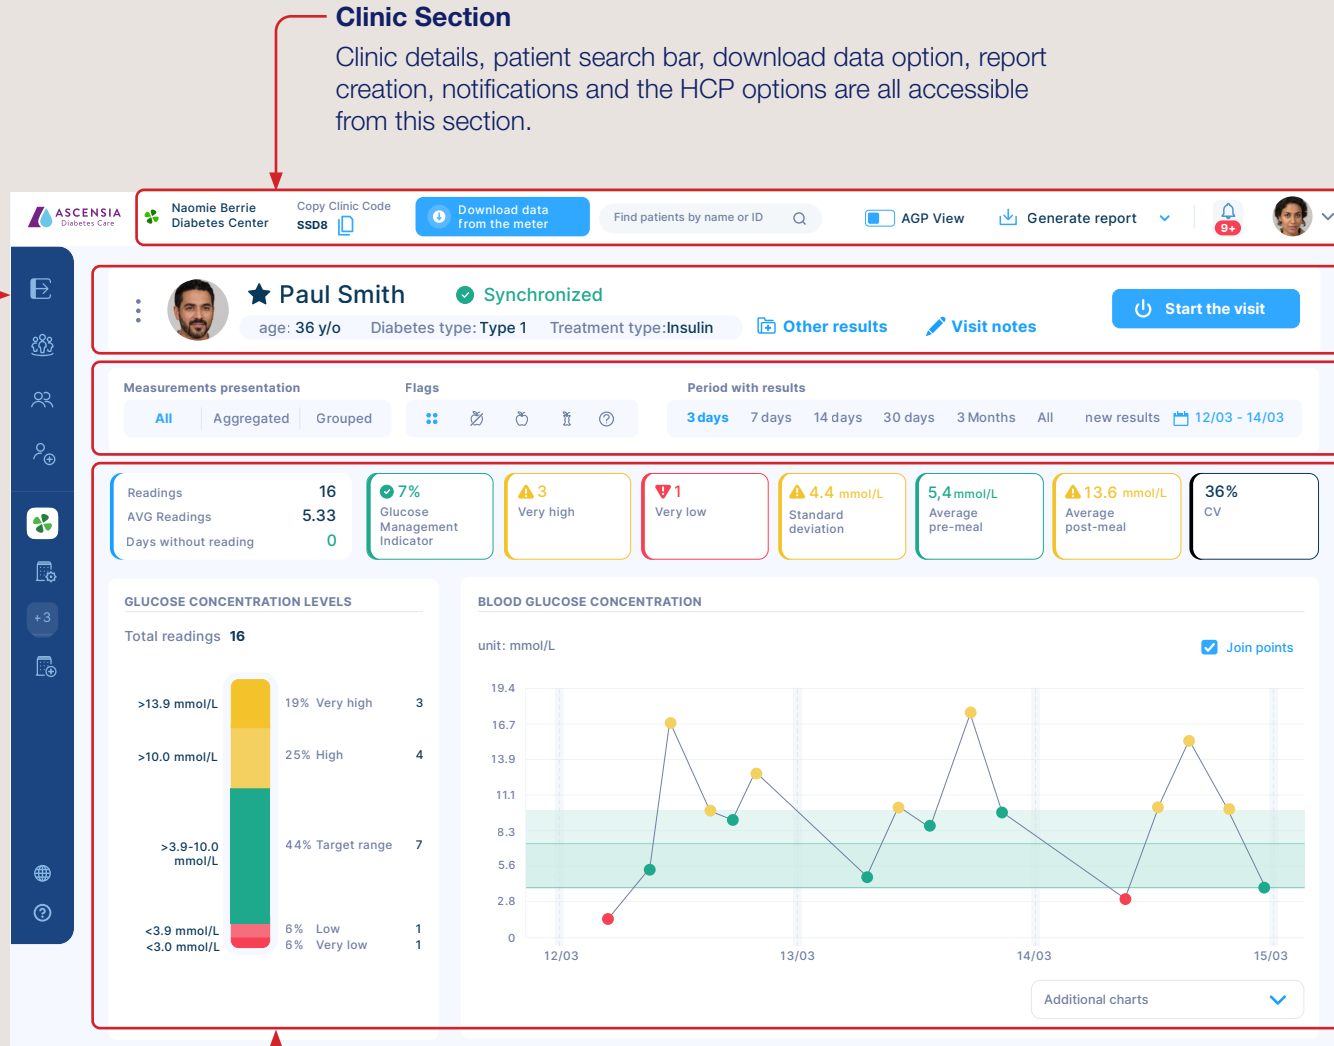 Clinic Section
Clinic details, patient search bar, download data option, report
creation, notifications and the HCP options are all accessible
from this section.
ASCENSIA
Diabetes Care
Naomie Berrie
Diabetes Center
Copy Clinic Code
SSD8
Download data
from the meter
Find patients by name or ID
AGP View
Generate report
9+
Paul Smith
Synchronized
age: 36 y/o Diabetes type: Type 1 Treatment type:Insulin
Other results
Visit notes
Start the visit
Measurements presentation
All Aggregated Grouped
Flags
Period with results
3 days 7 days 14 days 30 days 3 Months All new results 12/03 - 14/03
+3
Readings 16
AVG Readings 5.33
Days without reading 0
7%
Glucose
Management
Indicator
3
Very high
1
Very low
4.4 mmol/L
Standard
deviation
5,4 mmol/L
Average
pre-meal
13.6 mmol/L
Average
post-meal
36%
CV
GLUCOSE CONCENTRATION LEVELS
Total readings 16
>13.9 mmol/L 19% Very high 3
>10.0 mmol/L 25% High 4
>3.9-10.0
mmol/L
44% Target range 7
<3.9 mmol/L 6% Low 1
<3.0 mmol/L 6% Very low 1
BLOOD GLUCOSE CONCENTRATION
unit: mmol/L
Join points
19.4
16.7
13.9
11.1
8.3
5.6
2.8
0
12/03 13/03 14/03 15/03
Additional charts